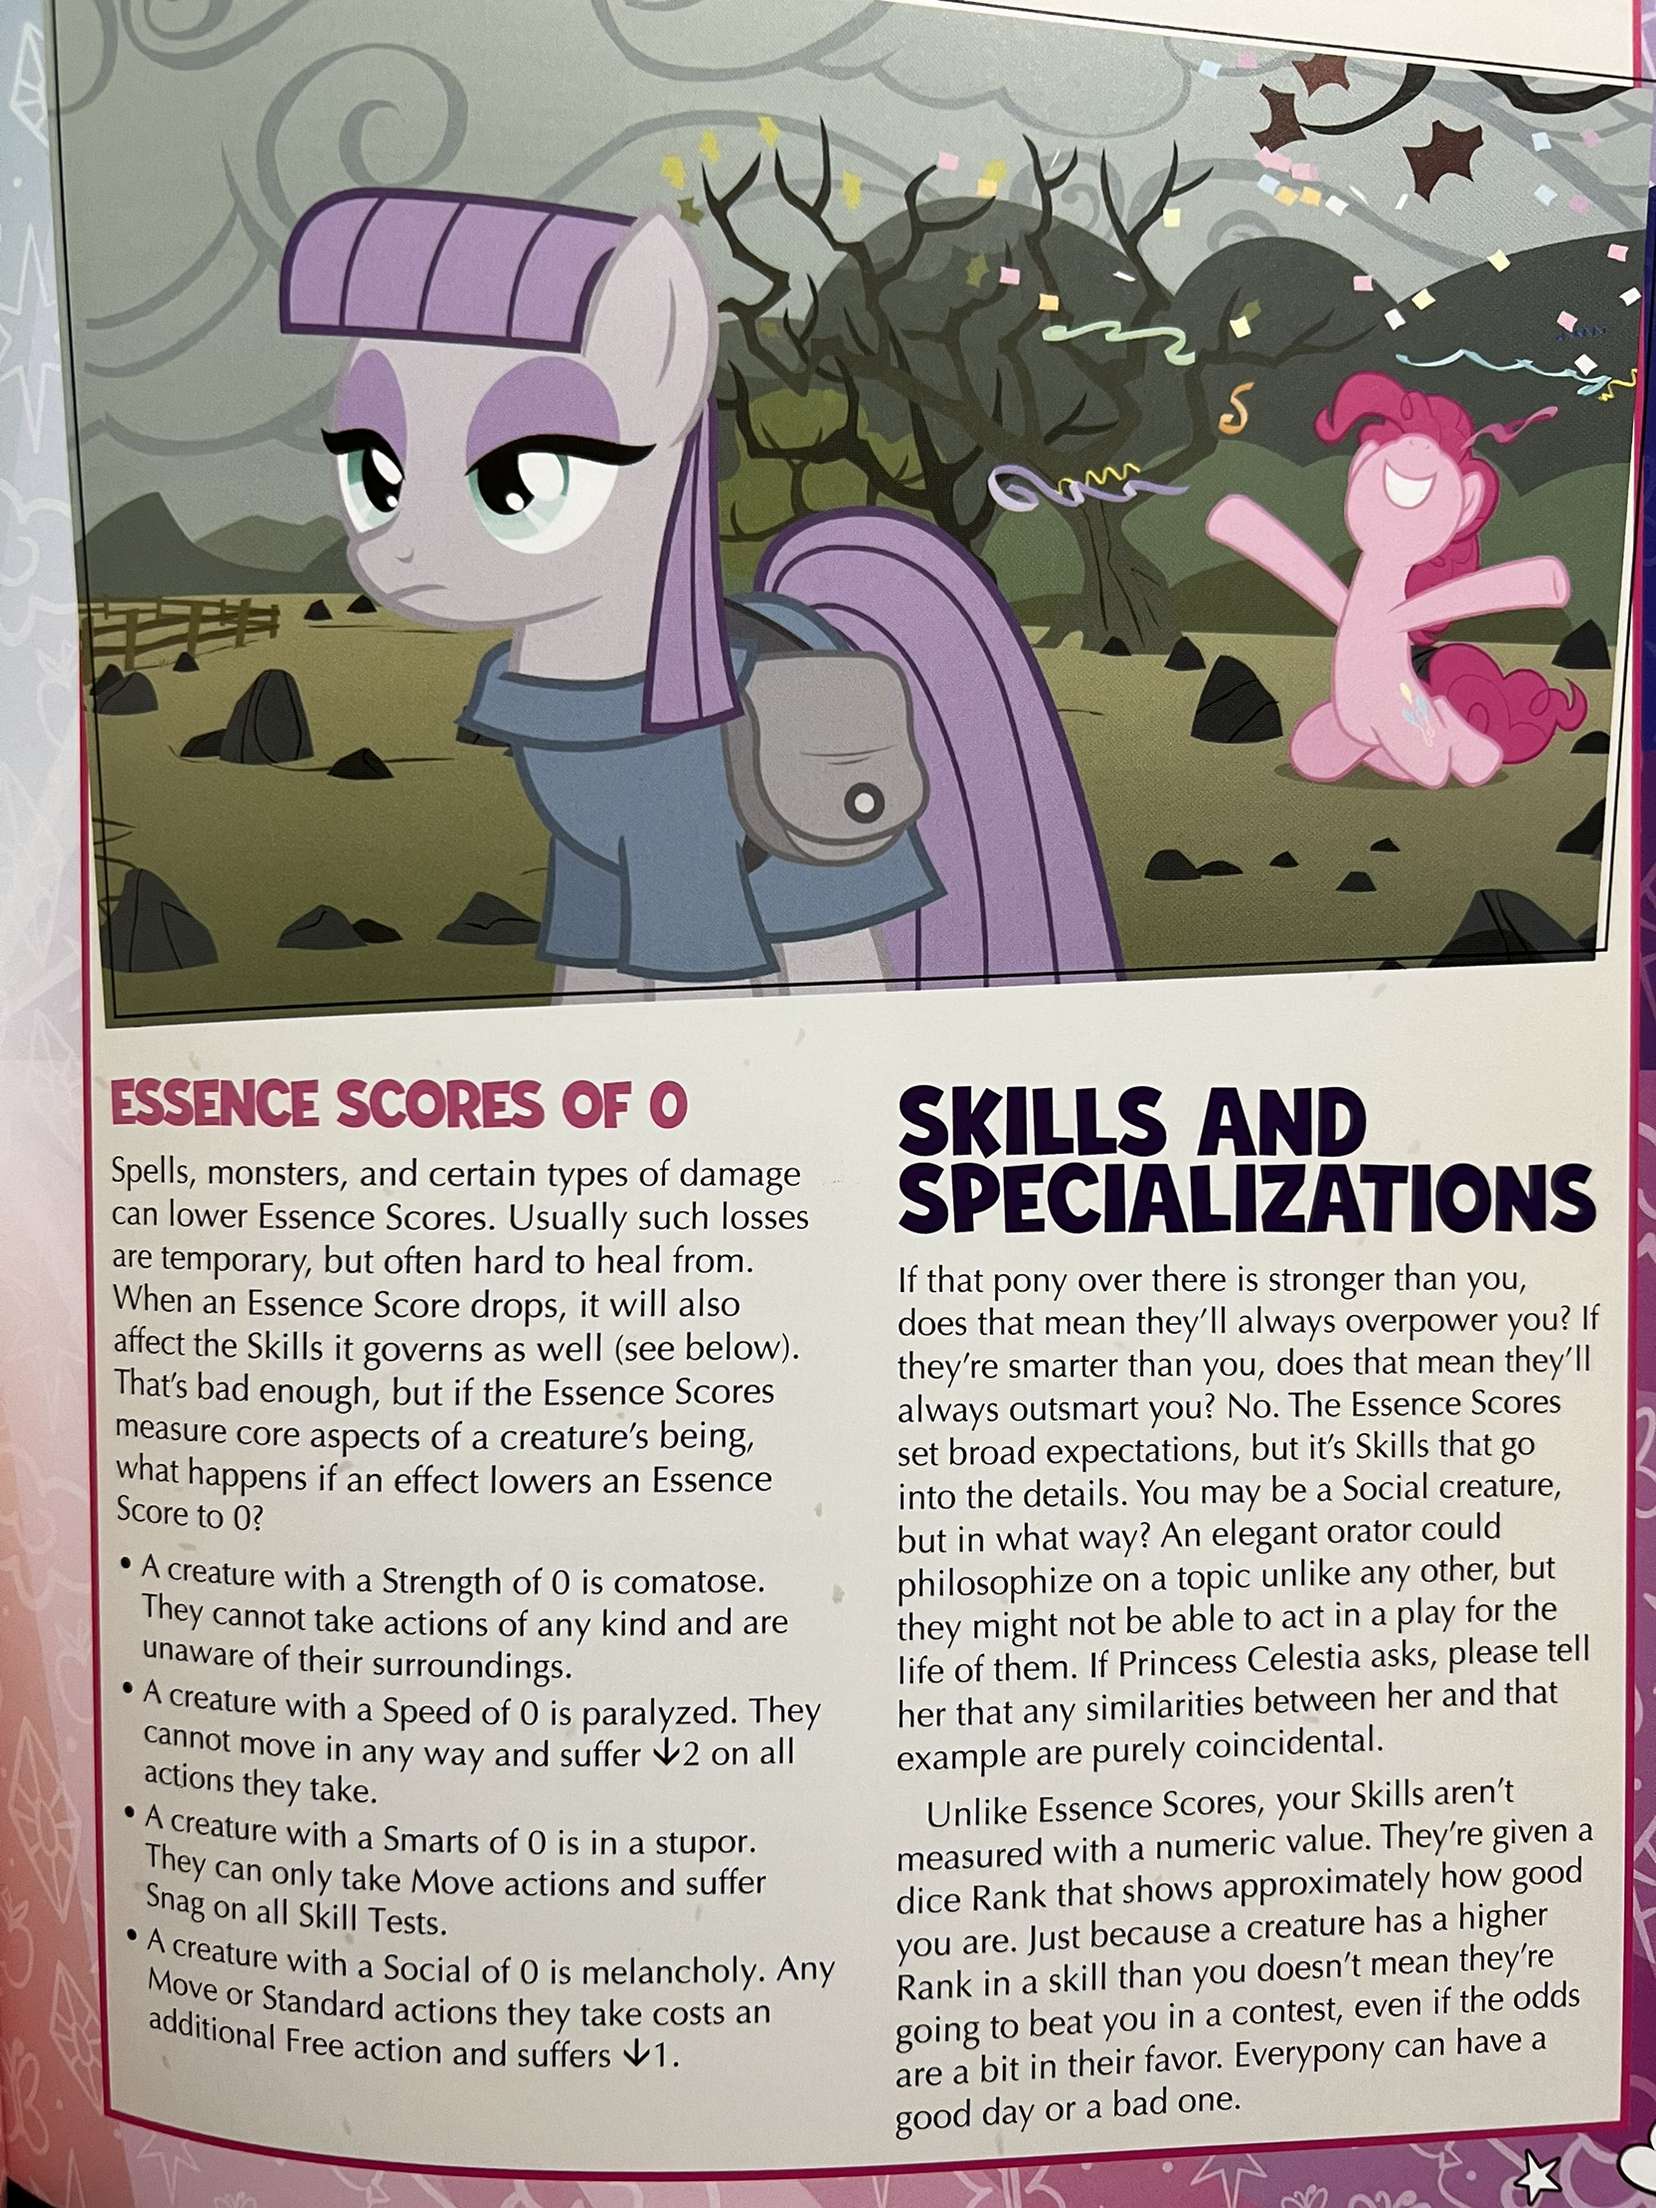 ESSENCE SCORES OF 0
Spells, monsters, and certain types of damage
can lower Essence Scores. Usually such losses
are temporary, but often hard to heal from.
When an Essence Score drops, it will also
affect the Skills it governs as well (see below).
That's bad enough, but if the Essence Scores
measure core aspects of a creature's being,
what happens if an effect lowers an Essence
Score to 0?
• A creature with a Strength of 0 is comatose.
They cannot take actions of any kind and are
unaware of their surroundings.
• A creature with a Speed of 0 is paralyzed. They
cannot move in any way and suffer ↓2 on all
actions they take.
• A creature with a Smarts of 0 is in a stupor.
They can only take Move actions and suffer
Snag on all Skill Tests.
• A creature with a Social of 0 is melancholy. Any
Move or Standard actions they take costs an
additional Free action and suffers ↓1.
SKILLS AND
SPECIALIZATIONS
If that pony over there is stronger than you,
does that mean they'll always overpower you? If
they're smarter than you, does that mean they'll
always outsmart you? No. The Essence Scores
set broad expectations, but it's Skills that go
into the details. You may be a Social creature,
but in what way? An elegant orator could
philosophize on a topic unlike any other, but
they might not be able to act in a play for the
life of them. If Princess Celestia asks, please tell
her that any similarities between her and that
example are purely coincidental.
Unlike Essence Scores, your Skills aren't
measured with a numeric value. They're given a
dice Rank that shows approximately how good
you are. Just because a creature has a higher
Rank in a skill than you doesn't mean they're
going to beat you in a contest, even if the odds
are a bit in their favor. Everypony can have a
good day or a bad one.